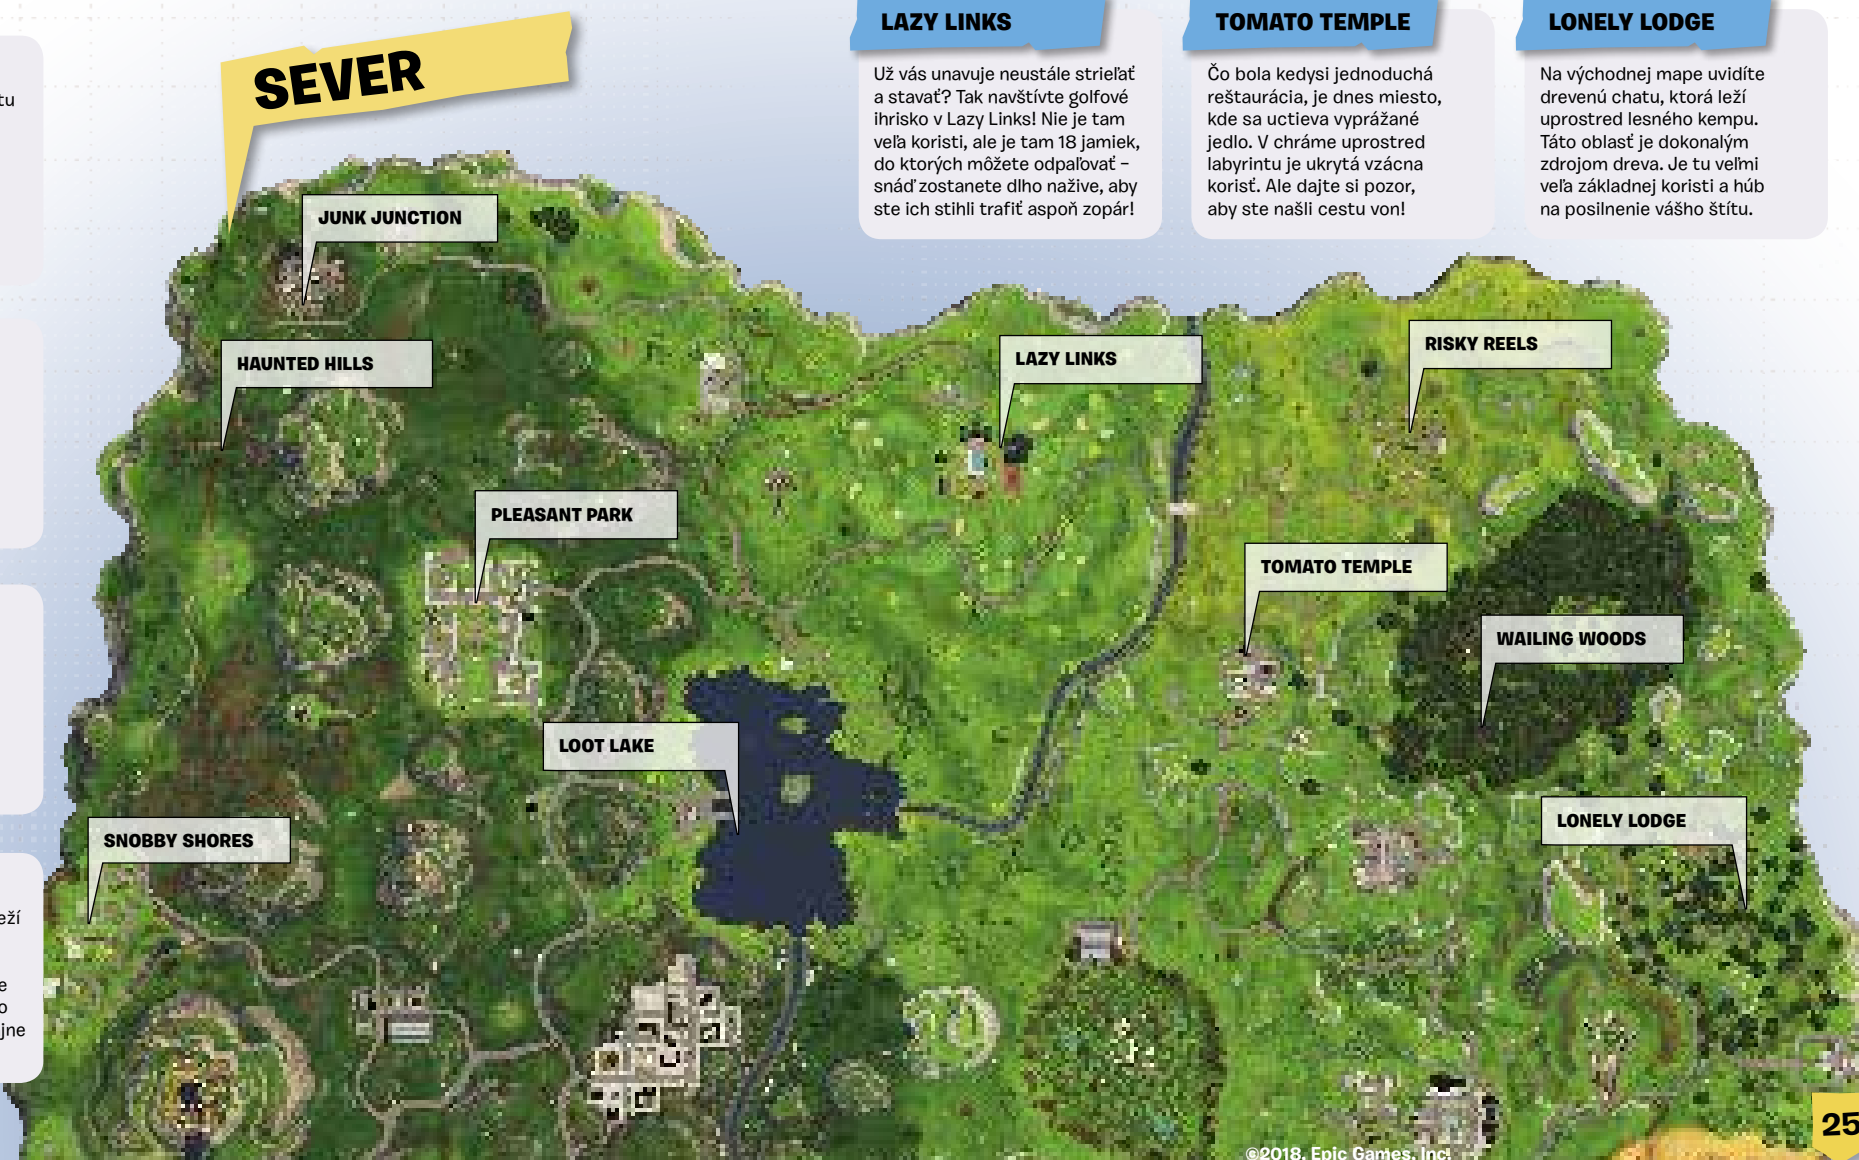 SEVER
LAZY LINKS
Už vás unavuje neustále strieľať
a stavať? Tak navštívte golfové
ihrisko v Lazy Links! Nie je tam
veľa koristi, ale je tam 18 jamiek,
do ktorých môžete odpaľovať –
snáď zostanete dlho nažive, aby
ste ich stihli trafiť aspoň zopár!
TOMATO TEMPLE
Čo bola kedysi jednoduchá
reštaurácia, je dnes miesto,
kde sa uctieva vyprážané
jedlo. V chráme uprostred
labyrintu je ukrytá vzácna
korisť. Ale dajte si pozor,
aby ste našli cestu von!
LONELY LODGE
Na východnej mape uvidíte
drevenú chatu, ktorá leží
uprostred lesného kempu.
Táto oblasť je dokonalým
zdrojom dreva. Je tu veľmi
veľa základnej koristi a húb
na posilnenie vášho štítu.
JUNK JUNCTION
HAUNTED HILLS
LAZY LINKS
RISKY REELS
PLEASANT PARK
TOMATO TEMPLE
WAILING WOODS
LOOT LAKE
SNOBBY SHORES
LONELY LODGE
25
©2018, Epic Games, Inc.